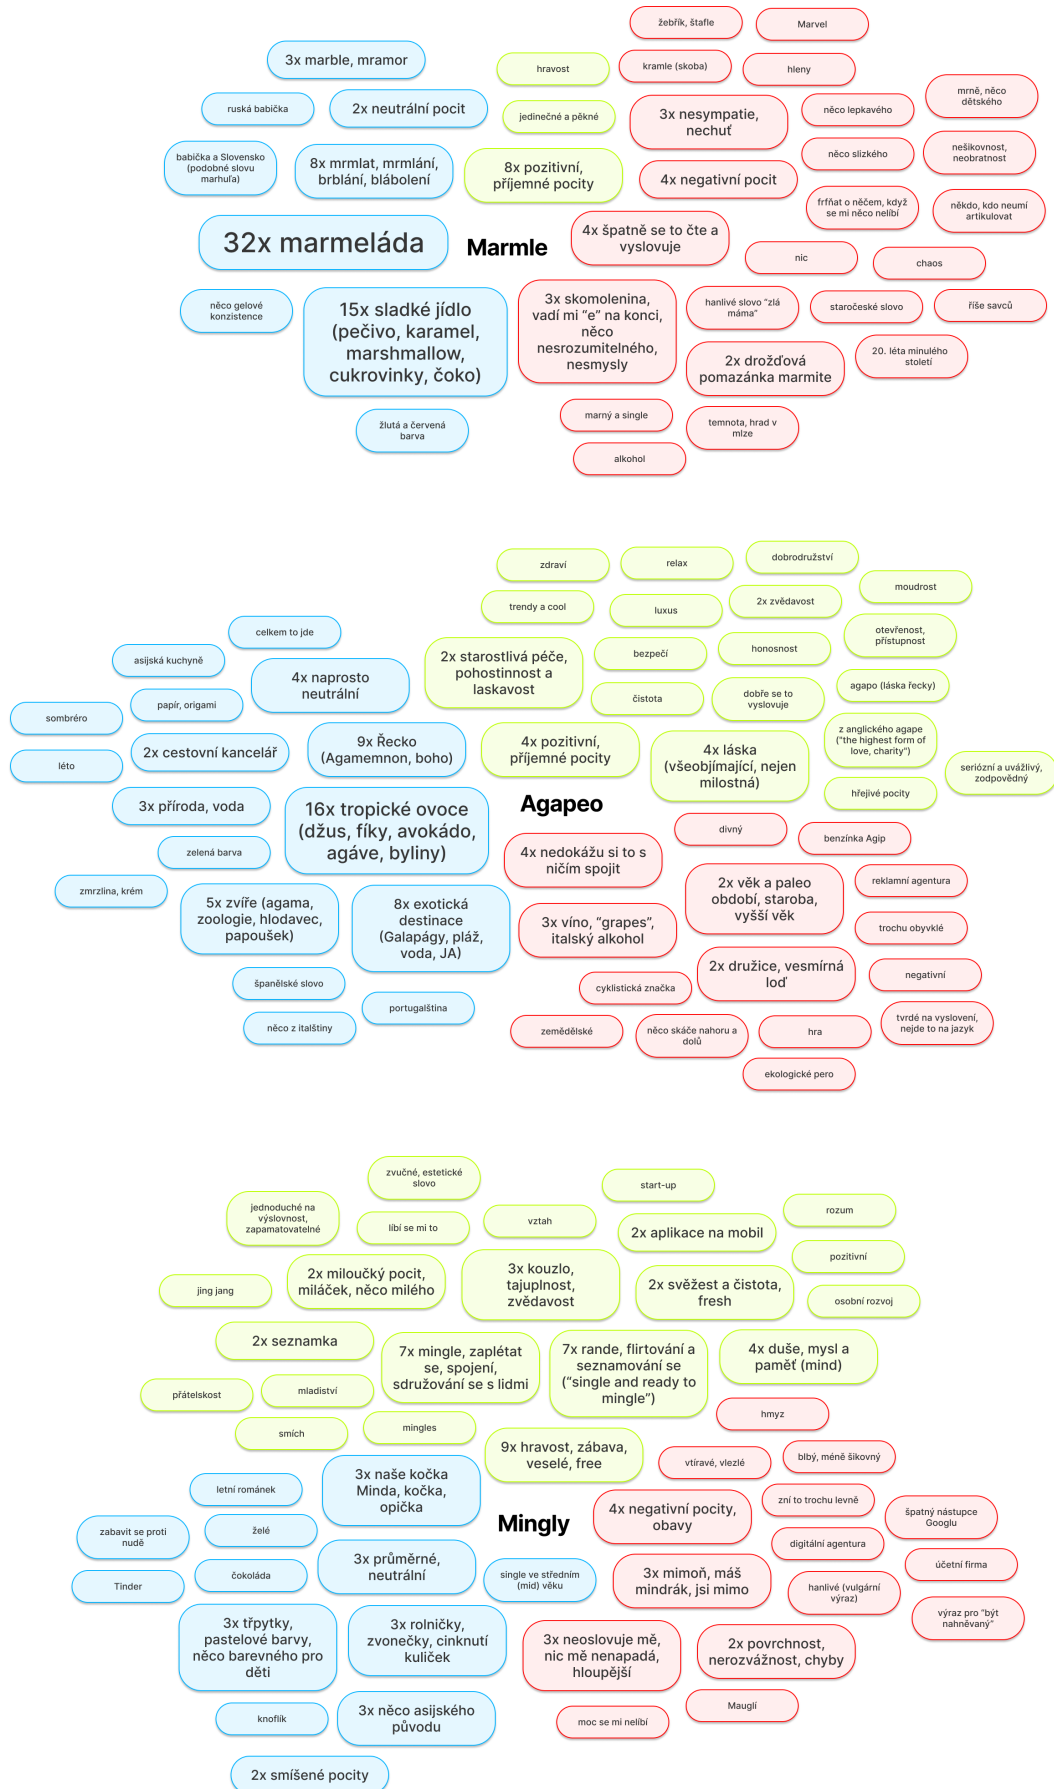 žebřík, štafle
Marvel
3x marble, mramor
hravost
kramle (skoba)
hleny
ruská babička
2x neutrální pocit
jedinečné a pěkné
3x nesympatie,
nechuť
něco lepkavého
mrně, něco
dětského
babička a Slovensko
(podobné slovu
marhuľa)
8x mrmlat, mrmlání,
brblání, blábolení
8x pozitivní,
příjemné pocity
4x negativní pocit
něco slizkého
nešikovnost,
neobratnost
frfňat o něčem, když
se mi něco nelíbí
někdo, kdo neumí
artikulovat
32x marmeláda
Marmle
4x špatně se to čte a
vyslovuje
nic
chaos
něco gelové
konzistence
15x sladké jídlo
(pečivo, karamel,
marshmallow,
cukrovinky, čoko)
3x skomolenina,
vadí mi “e” na konci,
něco
nesrozumitelného,
nesmysly
hanlivé slovo “zlá
máma”
staročeské slovo
říše savců
2x drožďová
pomazánka marmite
20. léta minulého
století
žlutá a červená
barva
marný a single
temnota, hrad v
mlze
alkohol
zdraví
relax
dobrodružství
moudrost
trendy a cool
luxus
2x zvědavost
otevřenost,
přístupnost
celkem to jde
asijská kuchyně
4x naprosto
neutrální
2x starostlivá péče,
pohostinnost a
laskavost
bezpečí
honosnost
agapo (láska řecky)
sombréro
papír, origami
čistota
dobře se to
vyslovuje
2x cestovní kancelář
9x Řecko
(Agamemnon, boho)
4x pozitivní,
příjemné pocity
4x láska
(všeobjímající, nejen
milostná)
z anglického agape
("the highest form of
love, charity")
seriózní a uvážlivý,
zodpovědný
léto
3x příroda, voda
16x tropické ovoce
(džus, fíky, avokádo,
agáve, byliny)
Agapeo
hřejivé pocity
divný
benzínka Agip
zelená barva
4x nedokážu si to s
ničím spojit
2x věk a paleo
období, staroba,
vyšší věk
reklamní agentura
zmrzlina, krém
5x zvíře (agama,
zoologie, hlodavec,
papoušek)
8x exotická
destinace
(Galapágy, pláž,
voda, JA)
3x víno, “grapes”,
italský alkohol
trochu obyvklé
2x družice, vesmírná
loď
negativní
španělské slovo
portugalština
cyklistická značka
něco z italštiny
zemědělské
něco skáče nahoru a
dolů
hra
tvrdé na vyslovení,
nejde to na jazyk
ekologické pero
zvučné, estetické
slovo
start-up
jednoduché na
výslovnost,
zapamatovatelné
líbí se mi to
vztah
2x aplikace na mobil
rozum
pozitivní
jing jang
2x miloučký pocit,
miláček, něco milého
3x kouzlo,
tajuplnost,
zvědavost
2x svěžest a čistota,
fresh
osobní rozvoj
2x seznamka
7x mingle, zaplétat
se, spojení,
sdružování se s lidmi
7x rande, flirtování a
seznamování se
(“single and ready to
mingle”)
4x duše, mysl a
paměť (mind)
přátelskost
mladiství
smích
mingles
hmyz
9x hravost, zábava,
veselé, free
vtíravé, vlezlé
blbý, méně šikovný
letní románek
3x naše kočka
Minda, kočka,
opička
zní to trochu levně
zabavit se proti
nudě
želé
Mingly
4x negativní pocity,
obavy
špatný nástupce
Googlu
digitální agentura
Tinder
čokoláda
3x průměrné,
neutrální
single ve středním
(mid) věku
3x mimoň, máš
mindrák, jsi mimo
účetní firma
hanlivé (vulgární
výraz)
výraz pro “být
nahněvaný”
3x třpytky,
pastelové barvy,
něco barevného pro
děti
3x rolničky,
zvonečky, cinknutí
kuliček
3x neoslovuje mě,
nic mě nenapadá,
hloupější
2x povrchnost,
nerozvážnost, chyby
knoflík
3x něco asijského
původu
moc se mi nelíbí
Mauglí
2x smíšené pocity